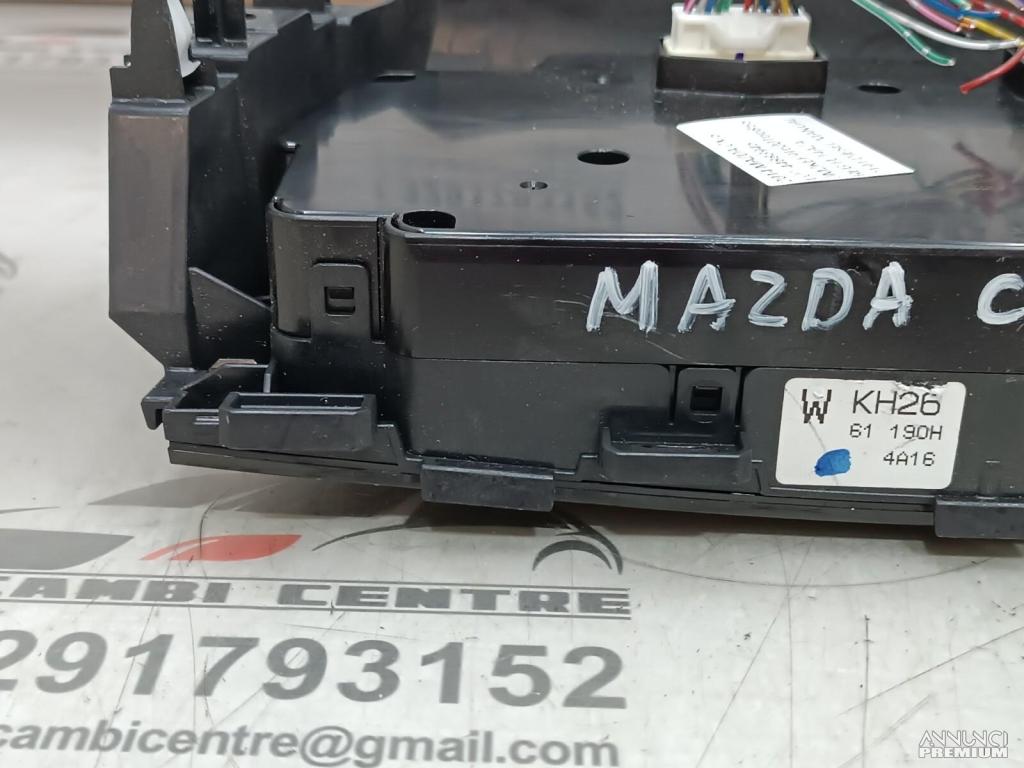 MAZDA C
W KH26
61 190H
4A16
CAMBI CENTRE
291793152
cambicentre@gmail.com
ANNUNCI
PREMIUM